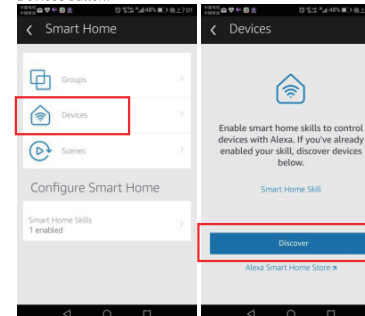 Smart Home
Groups
Devices
Scenes
Configure Smart Home
Smart Home Skills
1 enabled
Devices
Enable smart home skills to control
devices with Alexa. If you've already
enabled your skill, discover devices
below.
Smart Home Skill
Discover
Alexa Smart Home Store